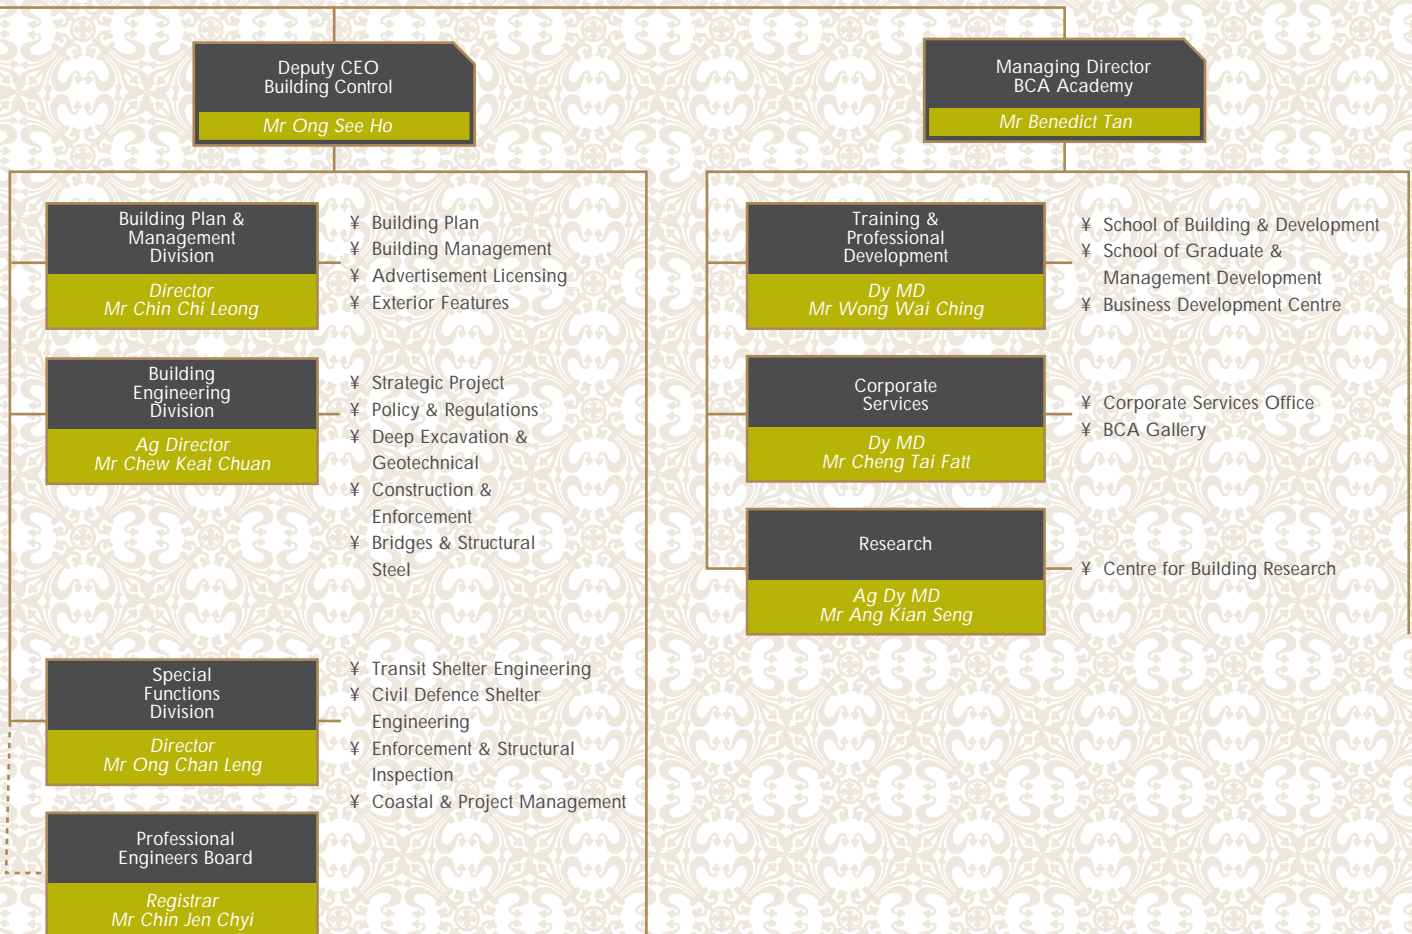 Deputy CEO
Building Control
Mr Ong See Ho
Building Plan &
Management
Division
Director
Mr Chin Chi Leong
¥ Building Plan
¥ Building Management
¥ Advertisement Licensing
¥ Exterior Features
Building
Engineering
Division
Ag Director
Mr Chew Keat Chuan
¥ Strategic Project
¥ Policy & Regulations
¥ Deep Excavation &
Geotechnical
¥ Construction &
Enforcement
¥ Bridges & Structural
Steel
Special
Functions
Division
Director
Mr Ong Chan Leng
¥ Transit Shelter Engineering
¥ Civil Defence Shelter
Engineering
¥ Enforcement & Structural
Inspection
¥ Coastal & Project Management
Professional
Engineers Board
Registrar
Mr Chin Jen Chyi
Managing Director
BCA Academy
Mr Benedict Tan
Training &
Professional
Development
Dy MD
Mr Wong Wai Ching
¥ School of Building & Development
¥ School of Graduate &
Management Development
¥ Business Development Centre
Corporate
Services
Dy MD
Mr Cheng Tai Fatt
¥ Corporate Services Office
¥ BCA Gallery
Research
Ag Dy MD
Mr Ang Kian Seng
¥ Centre for Building Research